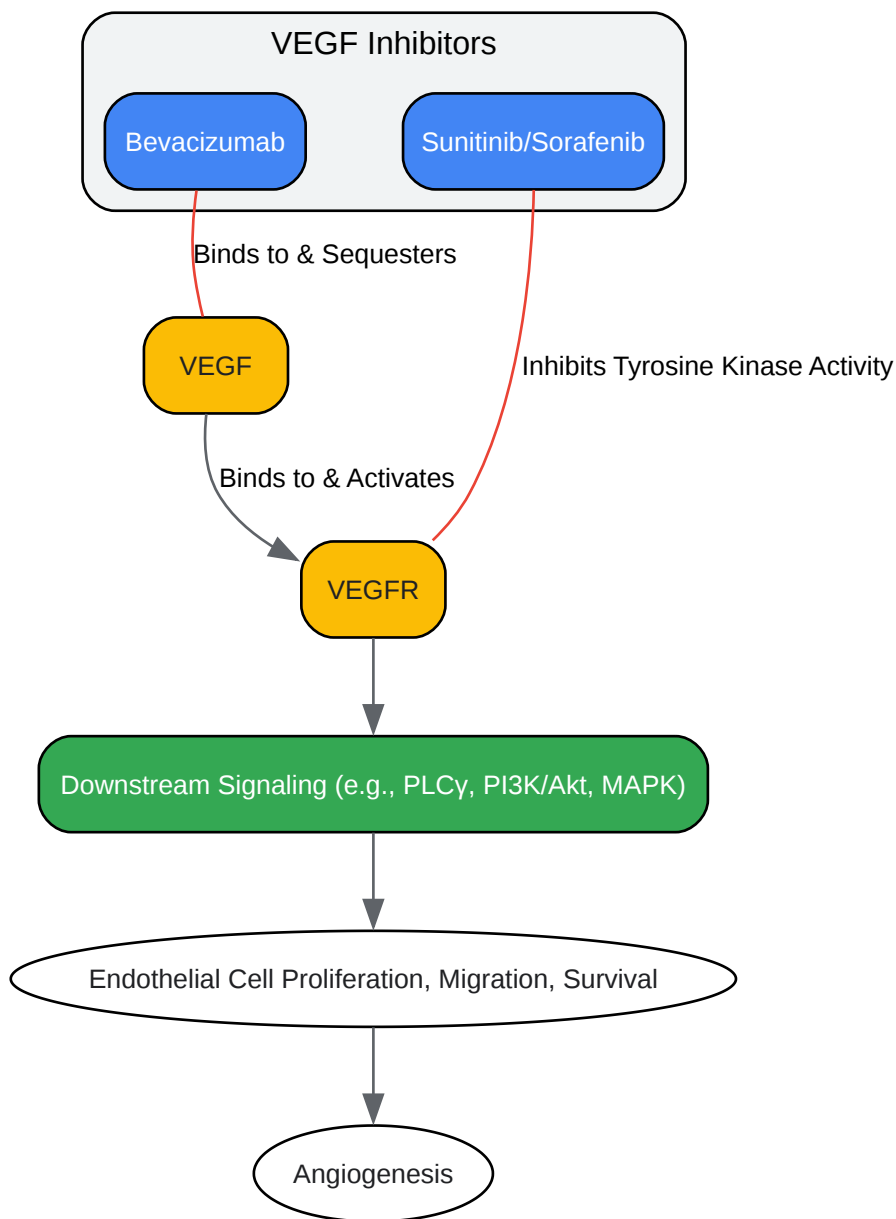 VEGF Inhibitors
Bevacizumab
Sunitinib/Sorafenib
Binds to & Sequesters
VEGF
Inhibits Tyrosine Kinase Activity
Binds to & Activates
VEGFR
Downstream Signaling (e.g., PLCγ, PI3K/Akt, MAPK)
Endothelial Cell Proliferation, Migration, Survival
Angiogenesis